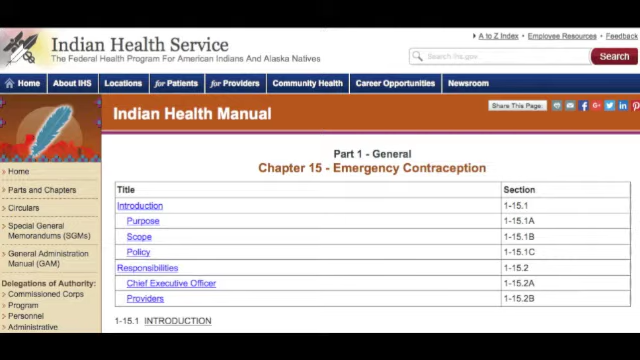 A to Z Index Employee Resources Feedback
Indian Health Service
The Federal Health Program For American Indians And Alaska Natives
Search ihs.gov
Search
Home About IHS Locations for Patients for Providers Community Health Career Opportunities Newsroom
Indian Health Manual
Share This Page:
Home
Parts and Chapters
Circulars
Special General
Memorandums (SGMs)
General Administration
Manual (GAM)
Delegations of Authority:
Commissioned Corps
Program
Personnel
Administrative
Part 1 - General
Chapter 15 - Emergency Contraception
Title Section
Introduction 1-15.1
Purpose 1-15.1A
Scope 1-15.1B
Policy 1-15.1C
Responsibilities 1-15.2
Chief Executive Officer 1-15.2A
Providers 1-15.2B
1-15.1 INTRODUCTION